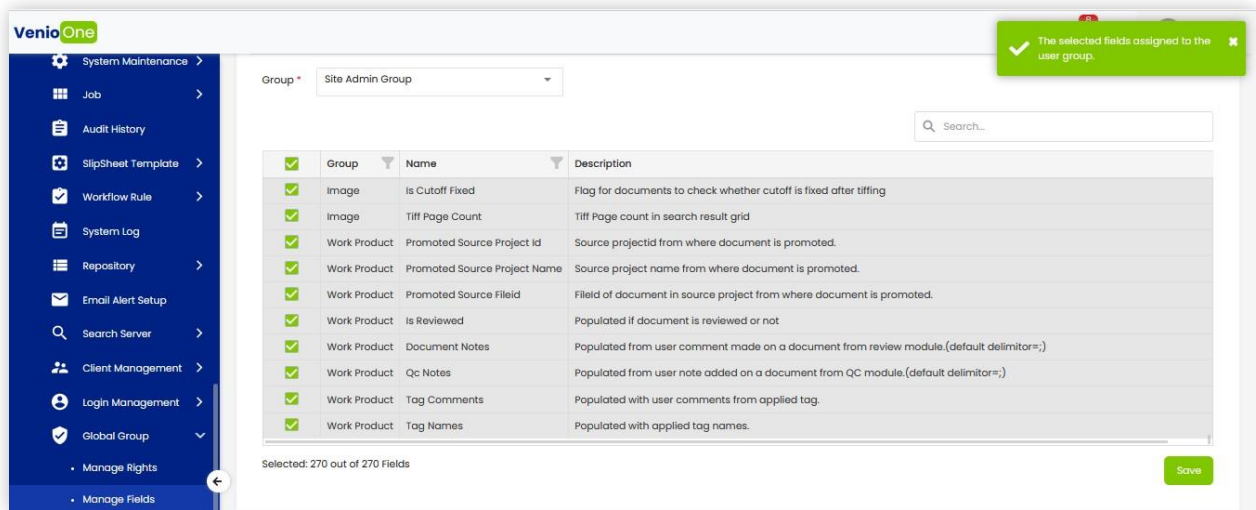 VenioOne
8
The selected fields assigned to the
user group.
System Maintenance
Job
Audit History
SlipSheet Template
Workflow Rule
System Log
Repository
Email Alert Setup
Search Server
Client Management
Login Management
Global Group
Manage Rights
Manage Fields
Group * Site Admin Group
Search...
Group Name Description
Image Is Cutoff Fixed Flag for documents to check whether cutoff is fixed after tiffing
Image Tiff Page Count Tiff Page count in search result grid
Work Product Promoted Source Project Id Source projectid from where document is promoted.
Work Product Promoted Source Project Name Source project name from where document is promoted.
Work Product Promoted Source Fileid FileId of document in source project from where document is promoted.
Work Product Is Reviewed Populated if document is reviewed or not
Work Product Document Notes Populated from user comment made on a document from review module.(default delimitor=;)
Work Product Qc Notes Populated from user note added on a document from QC module.(default delimitor=;)
Work Product Tag Comments Populated with user comments from applied tag.
Work Product Tag Names Populated with applied tag names.
Selected: 270 out of 270 Fields
Save